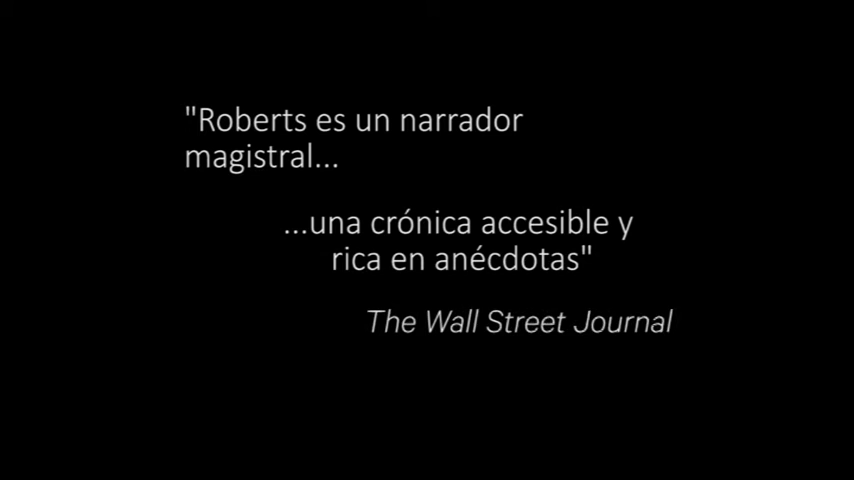 "Roberts es un narrador
magistral...
...una crónica accesible y
rica en anécdotas"
The Wall Street Journal